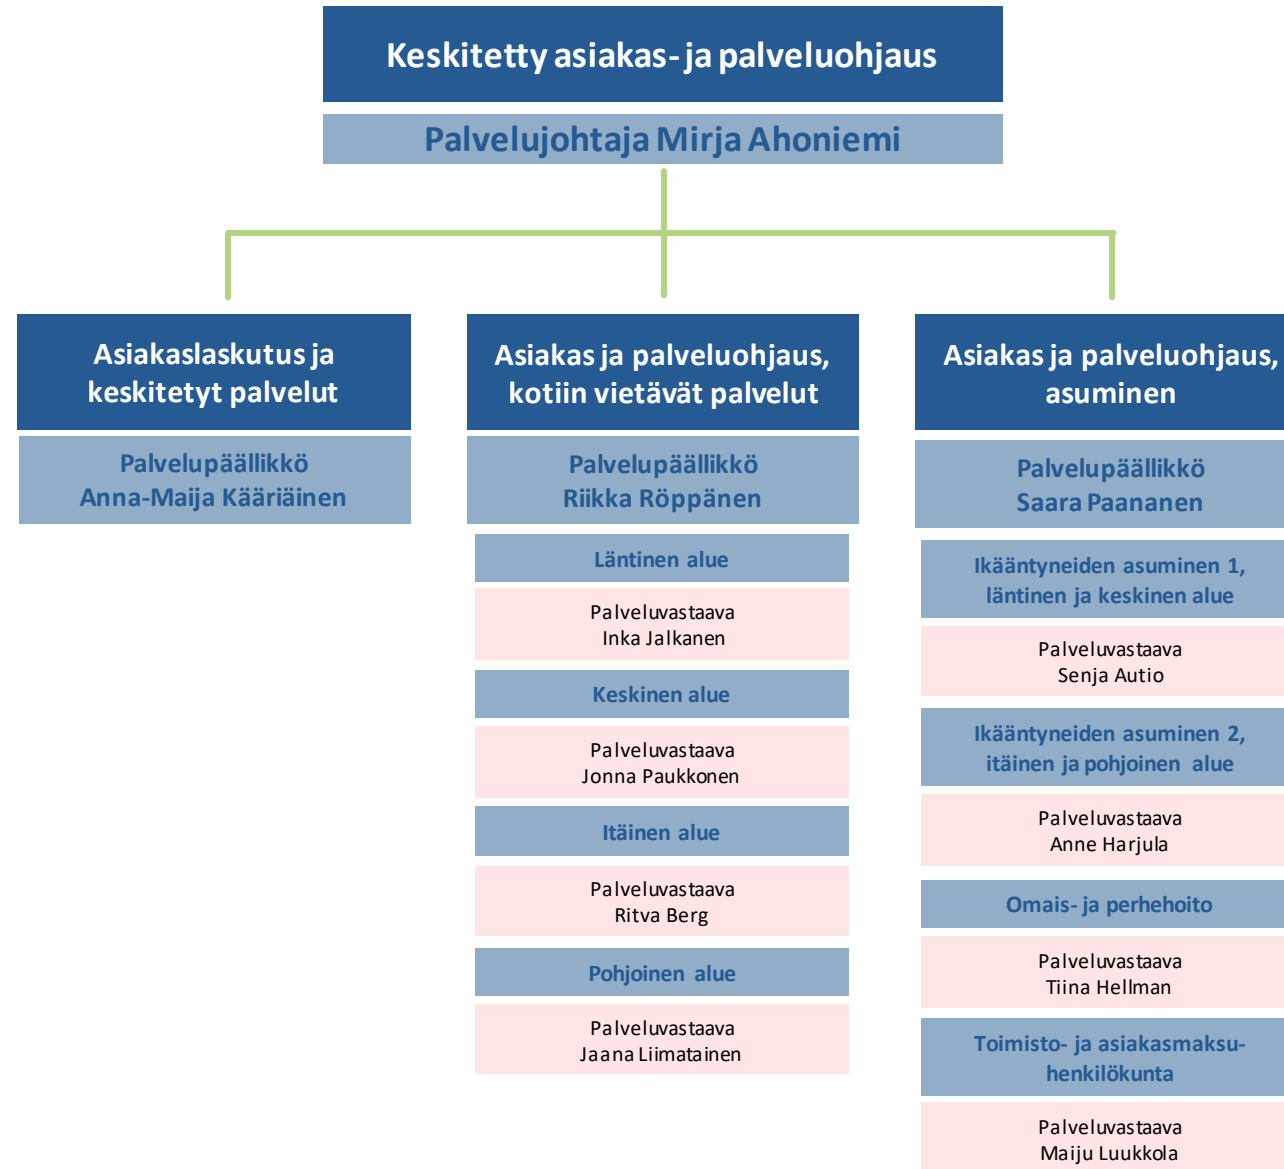 Keskitetty asiakas- ja palveluohjaus
Palvelujohtaja Mirja Ahoniemi
Asiakaslaskutus ja
keskitetyt palvelut
Palvelupäällikkö
Anna-Maija Kääriäinen
Asiakas ja palveluohjaus,
kotiin vietävät palvelut
Palvelupäällikkö
Riikka Röppänen
Läntinen alue
Palveluvastaava
Inka Jalkanen
Keskinen alue
Palveluvastaava
Jonna Paukkonen
Itäinen alue
Palveluvastaava
Ritva Berg
Pohjoinen alue
Palveluvastaava
Jaana Liimatainen
Asiakas ja palveluohjaus,
asuminen
Palvelupäällikkö
Saara Paananen
Ikääntyneiden asuminen 1,
läntinen ja keskinen alue
Palveluvastaava
Senja Autio
Ikääntyneiden asuminen 2,
itäinen ja pohjoinen alue
Palveluvastaava
Anne Harjula
Omais- ja perhehoito
Palveluvastaava
Tiina Hellman
Toimisto- ja asiakasmaksu-
henkilökunta
Palveluvastaava
Maiju Luukkola